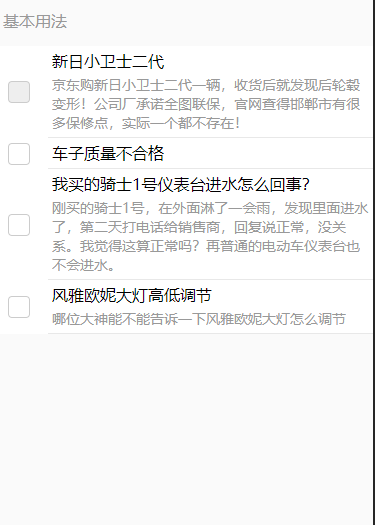 基本用法
新日小卫士二代
京东购新日小卫士二代一辆，收货后就发现后轮毂
变形！公司厂承诺全图联保，官网查得邯郸市有很
多保修点，实际一个都不存在！
车子质量不合格
我买的骑士1号仪表台进水怎么回事？
刚买的骑士1号，在外面淋了一会雨，发现里面进水
了，第二天打电话给销售商，回复说正常，没关
系。我觉得这算正常吗？再普通的电动车仪表台也
不会进水。
风雅欧妮大灯高低调节
哪位大神能不能告诉一下风雅欧妮大灯怎么调节